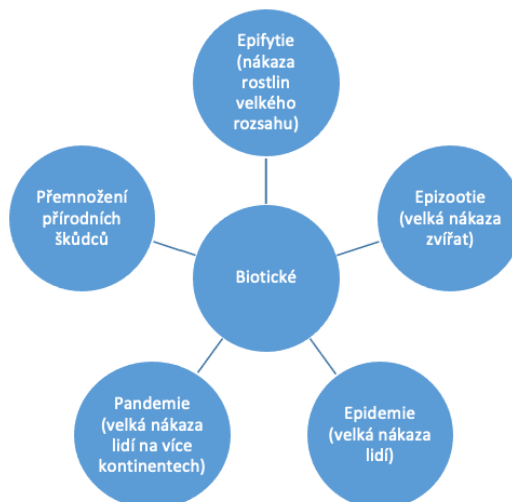 Epifytie
(nákaza
rostlin
velkého
rozsahu)
Přemnožení
přírodních
škůdců
Epizootie
(velká nákaza
zvířat)
Biotické
Pandemie
(velká nákaza
lidí na více
kontinentech)
Epidemie
(velká nákaza
lidí)